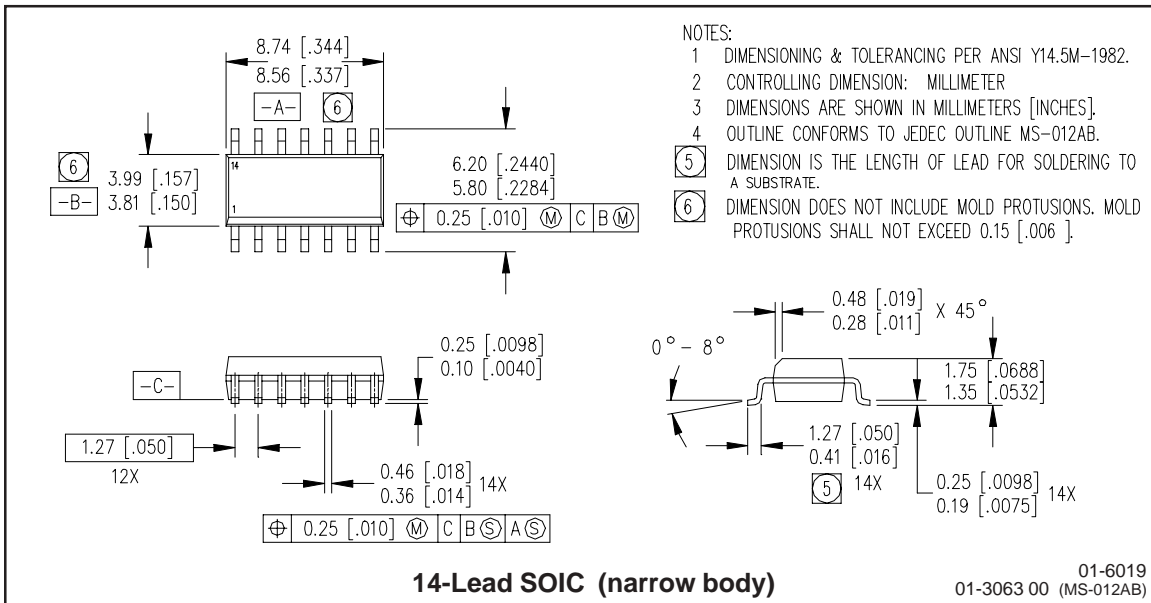 8.74 [.344]
8.56 [.337]
-A- 6
6
3.99 [.157]
3.81 [.150]
-B-
14
1
6.20 [.2440]
5.80 [.2284]
⌖ 0.25 [.010] Ⓜ C B Ⓜ
NOTES:
1 DIMENSIONING & TOLERANCING PER ANSI Y14.5M-1982.
2 CONTROLLING DIMENSION: MILLIMETER
3 DIMENSIONS ARE SHOWN IN MILLIMETERS [INCHES].
4 OUTLINE CONFORMS TO JEDEC OUTLINE MS-012AB.
5 DIMENSION IS THE LENGTH OF LEAD FOR SOLDERING TO
A SUBSTRATE.
6 DIMENSION DOES NOT INCLUDE MOLD PROTUSIONS. MOLD
PROTUSIONS SHALL NOT EXCEED 0.15 [.006 ].
-C-
0.25 [.0098]
0.10 [.0040]
1.27 [.050]
12X
0.46 [.018]
0.36 [.014] 14X
⌖ 0.25 [.010] Ⓜ C B Ⓢ A Ⓢ
0.48 [.019]
0.28 [.011] X 45°
0° - 8°
1.75 [.0688]
1.35 [.0532]
1.27 [.050]
0.41 [.016]
5 14X
0.25 [.0098]
0.19 [.0075] 14X
14-Lead SOIC (narrow body)
01-6019
01-3063 00 (MS-012AB)